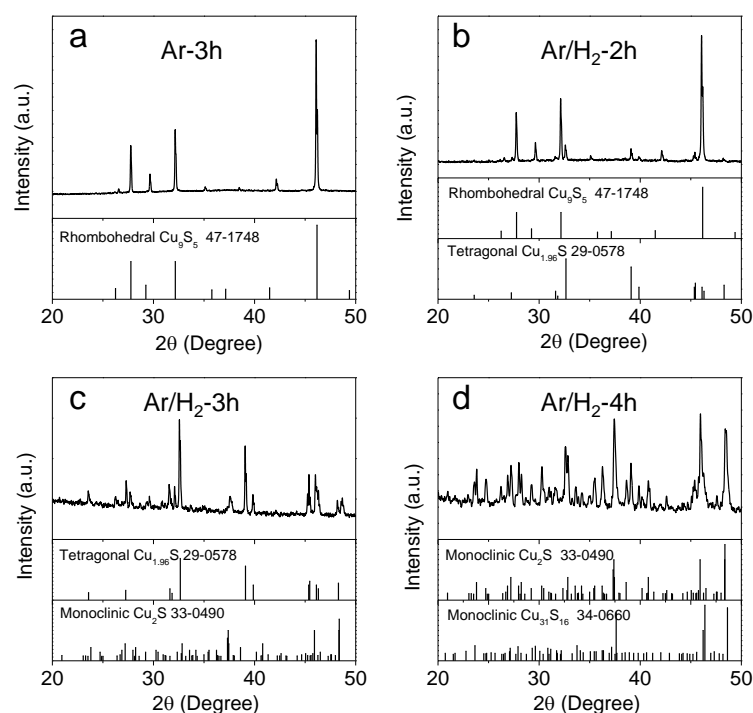 a
Ar-3h
Intensity (a.u.)
Rhombohedral Cu₉S₅ 47-1748
20 30 40 50
2θ (Degree)
b
Ar/H₂-2h
Intensity (a.u.)
Rhombohedral Cu₉S₅ 47-1748
Tetragonal Cu₁.₉₆S 29-0578
20 30 40 50
2θ (Degree)
c
Ar/H₂-3h
Intensity (a.u.)
Tetragonal Cu₁.₉₆S 29-0578
Monoclinic Cu₂S 33-0490
20 30 40 50
2θ (Degree)
d
Ar/H₂-4h
Intensity (a.u.)
Monoclinic Cu₂S 33-0490
Monoclinic Cu₃₁S₁₆ 34-0660
20 30 40 50
2θ (Degree)